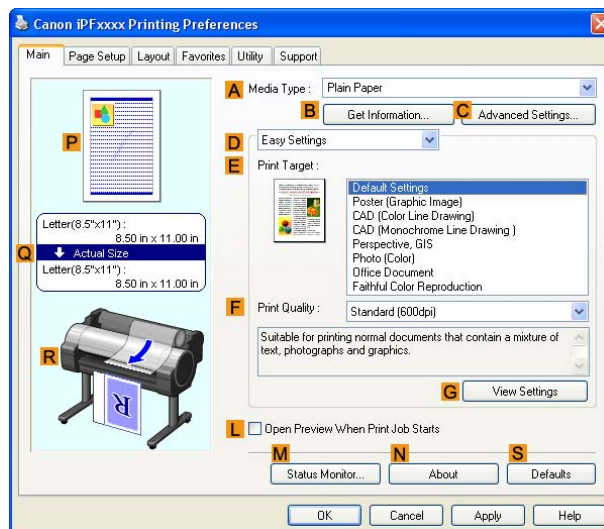 Canon iPFxxxx Printing Preferences
Main Page Setup Layout Favorites Utility Support
A Media Type : Plain Paper
B Get Information... C Advanced Settings...
D Easy Settings
E Print Target :
Default Settings
Poster (Graphic Image)
CAD (Color Line Drawing)
CAD (Monochrome Line Drawing )
Perspective, GIS
Photo (Color)
Office Document
Faithful Color Reproduction
P
Letter(8.5"x11") :
8.50 in x 11.00 in
Q Actual Size
Letter(8.5"x11") :
8.50 in x 11.00 in
R
R
F Print Quality : Standard (600dpi)
Suitable for printing normal documents that contain a mixture of
text, photographs and graphics.
G View Settings
L Open Preview When Print Job Starts
M N S
Status Monitor... About Defaults
OK Cancel Apply Help